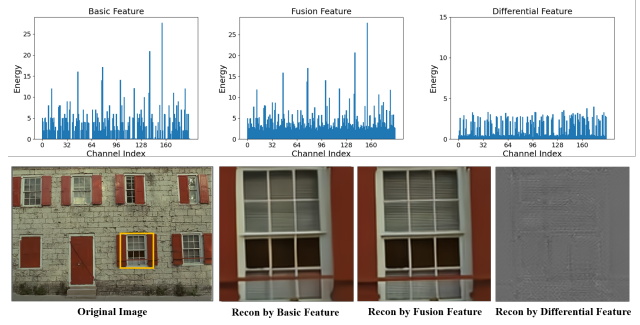 Basic Feature
Fusion Feature
Differential Feature
Energy
25
20
15
10
5
0
0 32 64 96 128 160
Channel Index
Energy
25
20
15
10
5
0
0 32 64 96 128 160
Channel Index
Energy
15
10
5
0
0 32 64 96 128 160
Channel Index
Original Image
Recon by Basic Feature
Recon by Fusion Feature
Recon by Differential Feature